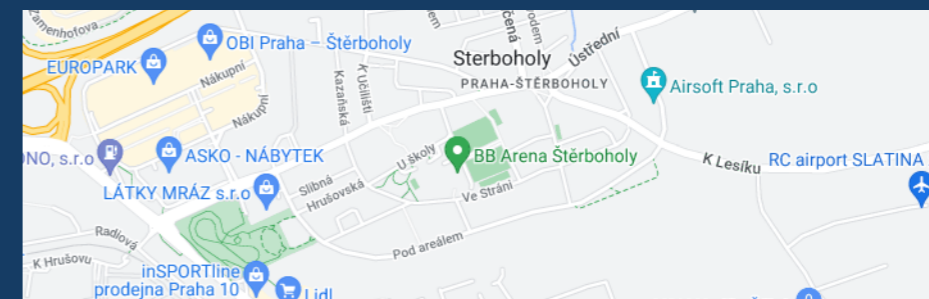 Zamenhofova
OBI Praha – Štěrboholy
EUROPARK
Nákupní
Nákupní
Kazaňská
K Učilišti
Sterboholy
PRAHA-ŠTĚRBOHOLY
Ústřední
Airsoft Praha, s.r.o
ONO, s.r.o
ASKO - NÁBYTEK
U školy
BB Arena Štěrboholy
K Lesíku
RC airport SLATINA
LÁTKY MRÁZ s.r.o
Slibná
Hrušovská
Ve Stráni
Radiová
Pod areálem
K Hrušovu
inSPORTline
prodejna Praha 10
Lidl